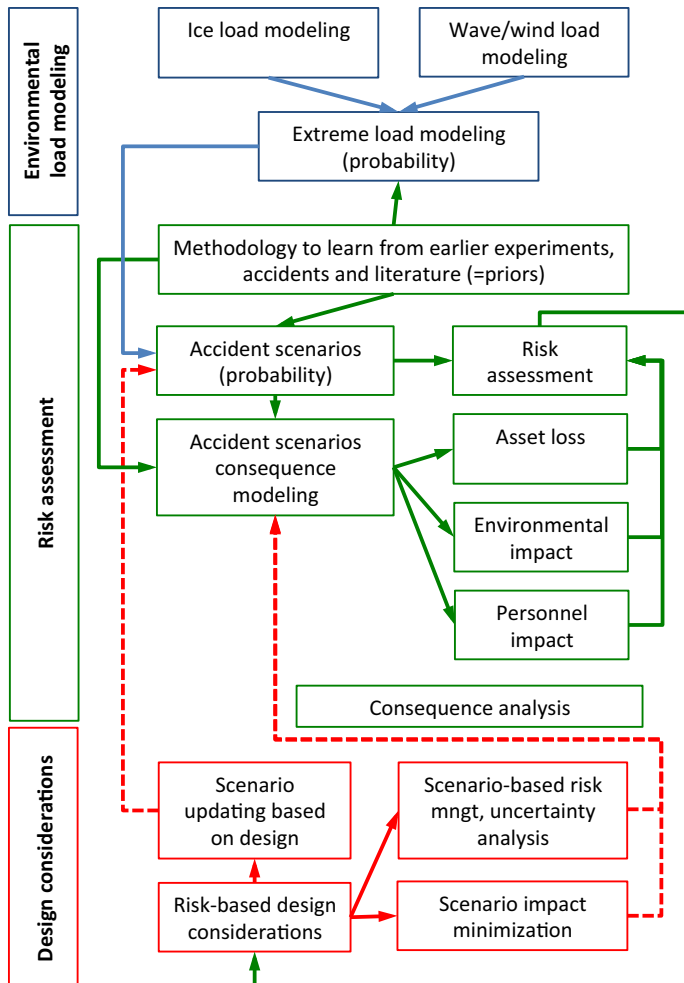 Environmental
load modeling
Ice load modeling
Wave/wind load
modeling
Extreme load modeling
(probability)
Risk assessment
Methodology to learn from earlier experiments,
accidents and literature (=priors)
Accident scenarios
(probability)
Risk
assessment
Accident scenarios
consequence
modeling
Asset loss
Environmental
impact
Personnel
impact
Consequence analysis
Design considerations
Scenario
updating based
on design
Scenario-based risk
mngt, uncertainty
analysis
Risk-based design
considerations
Scenario impact
minimization